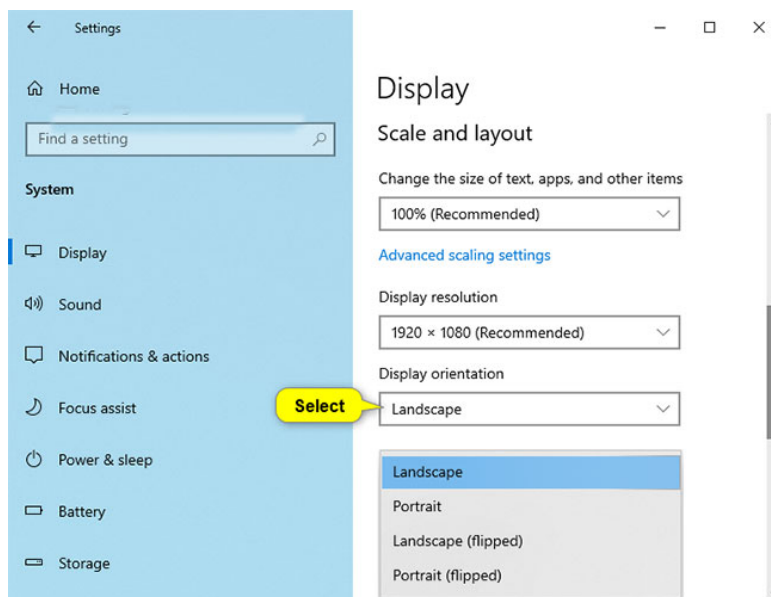 Settings
Home
Find a setting
System
Display
Sound
Notifications & actions
Focus assist
Power & sleep
Battery
Storage
Display
Scale and layout
Change the size of text, apps, and other items
100% (Recommended)
Advanced scaling settings
Display resolution
1920 × 1080 (Recommended)
Display orientation
Select
Landscape
Landscape
Portrait
Landscape (flipped)
Portrait (flipped)